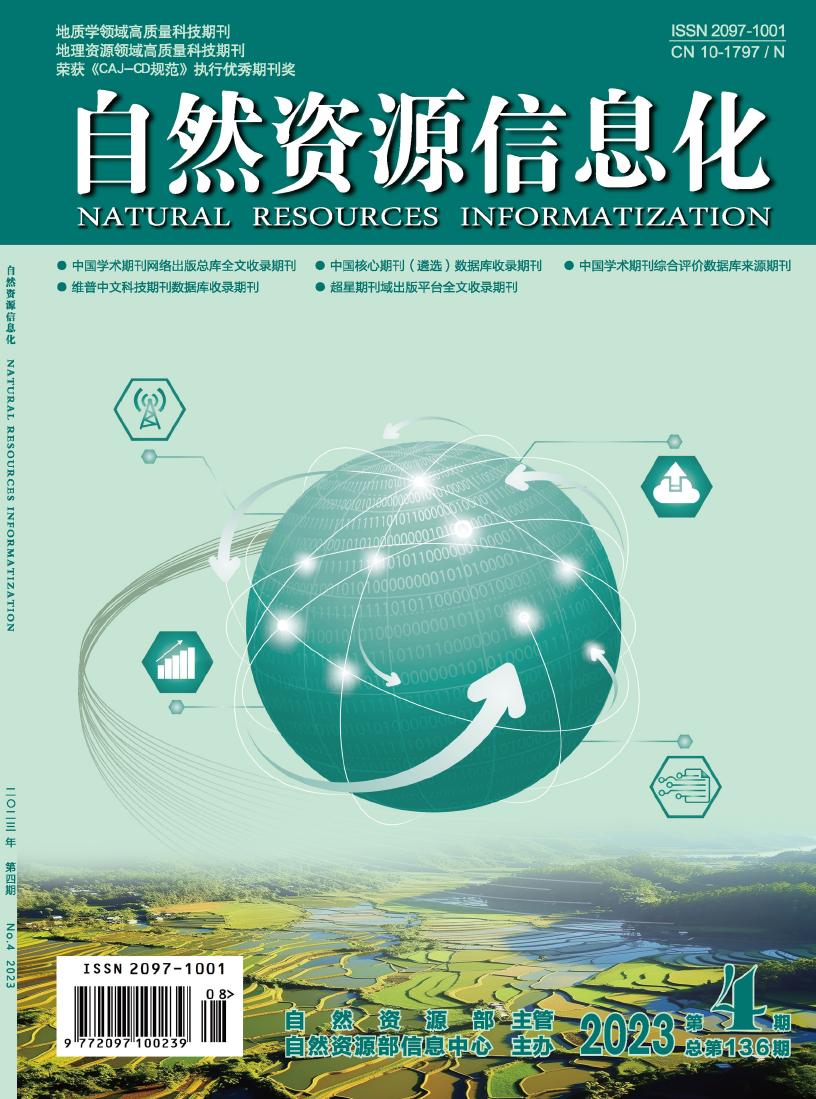 地质学领域高质量科技期刊
地理资源领域高质量科技期刊
荣获《CAJ-CD规范》执行优秀期刊奖
ISSN 2097-1001
CN 10-1797 / N
自然资源信息化
NATURAL RESOURCES INFORMATIZATION
● 中国学术期刊网络出版总库全文收录期刊 ● 中国核心期刊（遴选）数据库收录期刊 ● 中国学术期刊综合评价数据库来源期刊
● 维普中文科技期刊数据库收录期刊 ● 超星期刊域出版平台全文收录期刊
自然资源信息化 NATURAL RESOURCES INFORMATIZATION 二〇二三年 第四期 No.4 2023
ISSN 2097-1001
08>
9 772097 100239
自然资源部 主管
自然资源部信息中心 主办
2023 第4期
总第136期